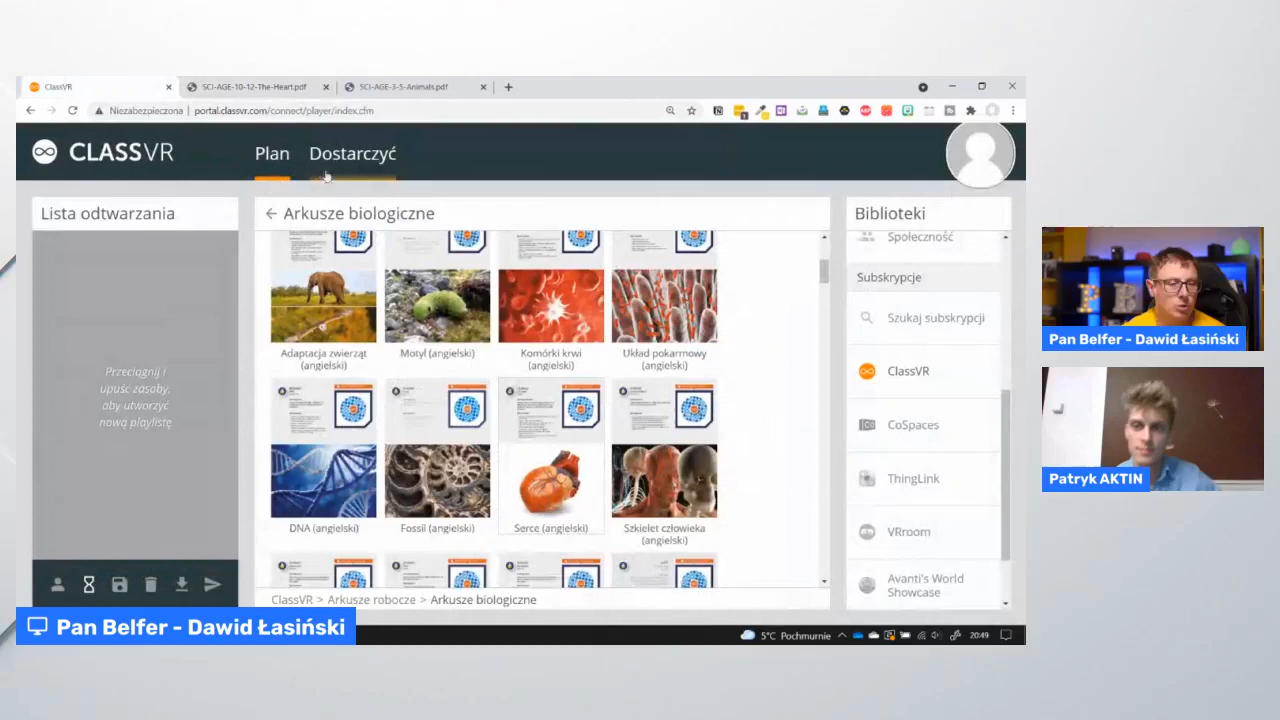 ClassVR
SCI-AGE-10-12-The-Heart.pdf
SCI-AGE-3-5-Animals.pdf
Niezabezpieczona
portal.classvr.com/connect/player/index.cfm
CLASSVR
Plan
Dostarczyć
Lista odtwarzania
Arkusze biologiczne
Biblioteki
Społeczność
Subskrypcje
Szukaj subskrypcji
ClassVR
CoSpaces
ThingLink
VRroom
Avanti's World
Showcase
Adaptacja zwierząt
(angielski)
Motyl (angielski)
Komórki krwi
(angielski)
Układ pokarmowy
(angielski)
Przeciągnij i
upuść zasoby,
aby utworzyć
nową playlistę
DNA (angielski)
Fossil (angielski)
Serce (angielski)
Szkielet człowieka
(angielski)
ClassVR > Arkusze robocze > Arkusze biologiczne
Pan Belfer - Dawid Łasiński
5°C Pochmurnie
20:49
P B
Pan Belfer - Dawid Łasiński
Patryk AKTIN